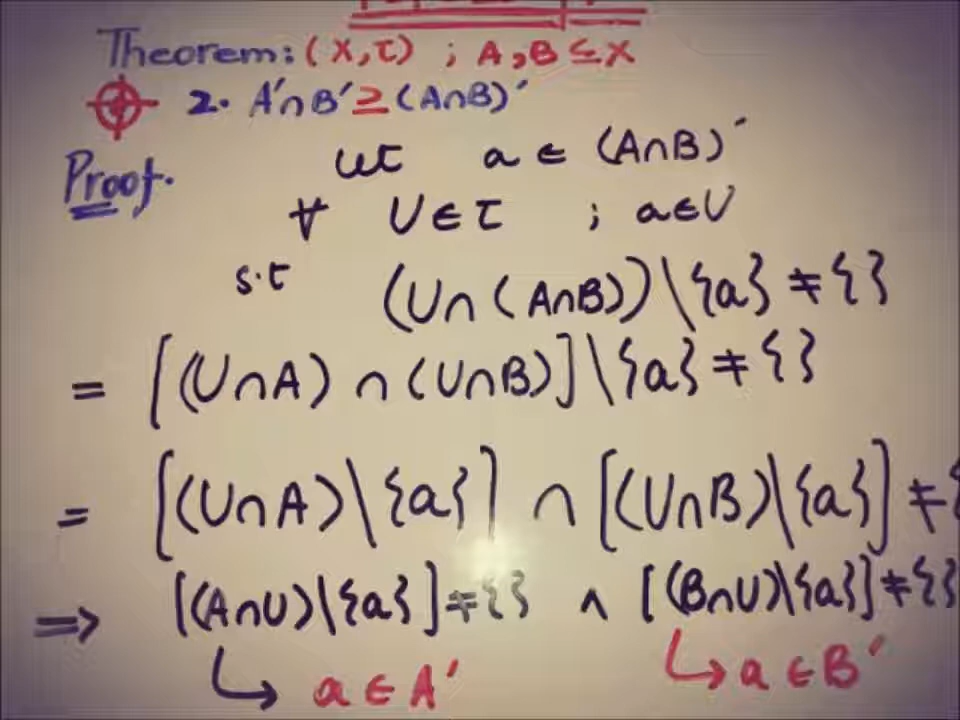 Theorem: (X,τ) ; A,B⊆X
2. A'∩B'⊇(A∩B)'
Proof. let a ∈ (A∩B)'
∀ U∈τ ; a∈U
s.t (U∩(A∩B))\{a} ≠ {}
= [(U∩A) ∩ (U∩B)]\{a} ≠ {}
= [(U∩A)\{a}] ∩ [(U∩B)\{a}] ≠ {
⟹ [(A∩U)\{a}] ≠ {} ∧ [(B∩U)\{a}] ≠ {}
↳ a ∈ A' ↳ a ∈ B'